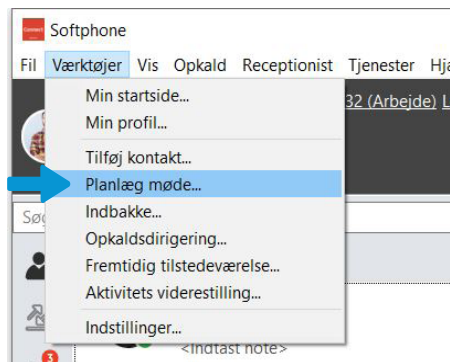 Connect Softphone
Fil Værktøjer Vis Opkald Receptionist Tjenester
Min startside...
32 (Arbejde)
Min profil...
Tilføj kontakt...
Planlæg møde...
Indbakke...
Opkaldsdirigering...
Fremtidig tilstedeværelse...
Aktivitets viderestilling...
Indstillinger...
3
<Indtast note>